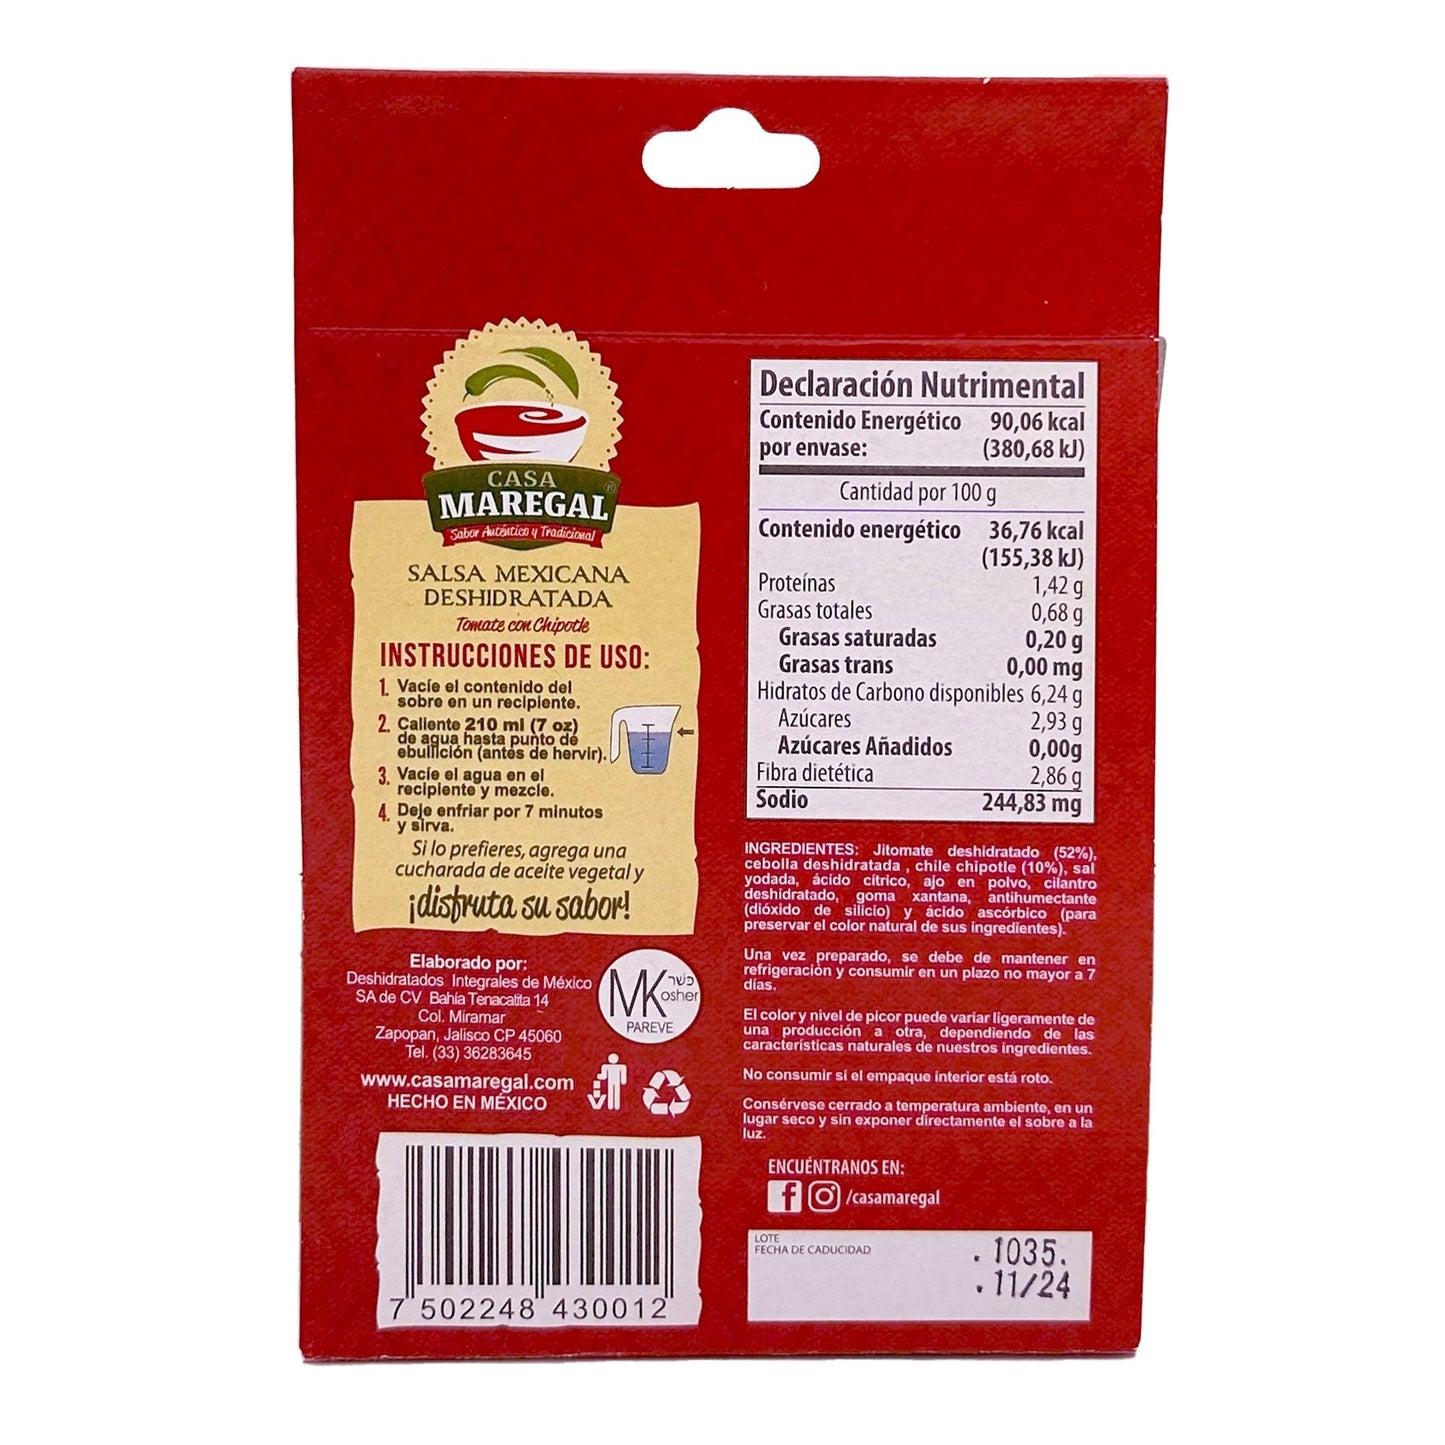 CASA
MAREGAL®
Sabor Auténtico y Tradicional
SALSA MEXICANA
DESHIDRATADA
Tomate con Chipotle
INSTRUCCIONES DE USO:
1. Vacíe el contenido del
sobre en un recipiente.
2. Caliente 210 ml (7 oz)
de agua hasta punto de
ebullición (antes de hervir).
3. Vacíe el agua en el
recipiente y mezcle.
4. Deje enfriar por 7 minutos
y sirva.
Si lo prefieres, agrega una
cucharada de aceite vegetal y
¡disfruta su sabor!
Elaborado por:
Deshidratados Integrales de México
SA de CV Bahía Tenacatita 14
Col. Miramar
Zapopan, Jalisco CP 45060
Tel. (33) 36283645
www.casamaregal.com
HECHO EN MÉXICO
MK כשר
osher
PAREVE
7 502248 430012
Declaración Nutrimental
Contenido Energético 90,06 kcal
por envase: (380,68 kJ)
Cantidad por 100 g
Contenido energético 36,76 kcal
(155,38 kJ)
Proteínas 1,42 g
Grasas totales 0,68 g
Grasas saturadas 0,20 g
Grasas trans 0,00 mg
Hidratos de Carbono disponibles 6,24 g
Azúcares 2,93 g
Azúcares Añadidos 0,00g
Fibra dietética 2,86 g
Sodio 244,83 mg
INGREDIENTES: Jitomate deshidratado (52%),
cebolla deshidratada , chile chipotle (10%), sal
yodada, ácido cítrico, ajo en polvo, cilantro
deshidratado, goma xantana, antihumectante
(dióxido de silicio) y ácido ascórbico (para
preservar el color natural de sus ingredientes).
Una vez preparado, se debe de mantener en
refrigeración y consumir en un plazo no mayor a 7
días.
El color y nivel de picor puede variar ligeramente de
una producción a otra, dependiendo de las
características naturales de nuestros ingredientes.
No consumir sí el empaque interior está roto.
Consérvese cerrado a temperatura ambiente, en un
lugar seco y sin exponer directamente el sobre a la
luz.
ENCUÉNTRANOS EN:
/casamaregal
LOTE
FECHA DE CADUCIDAD
. 1035.
. 11/24